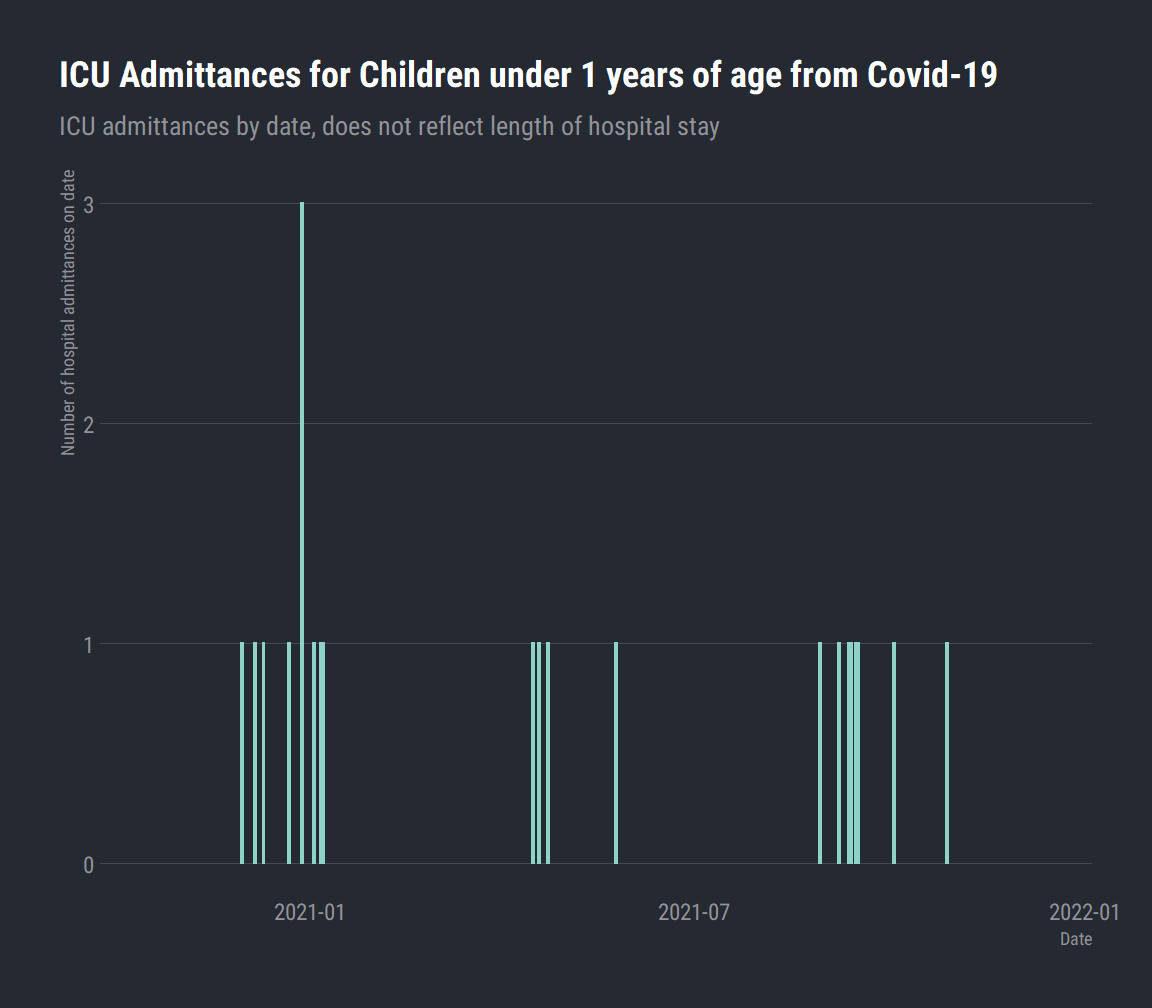 ICU Admittances for Children under 1 years of age from Covid-19
ICU admittances by date, does not reflect length of hospital stay
Number of hospital admittances on date
3
2
1
0
2021-01
2021-07
2022-01
Date